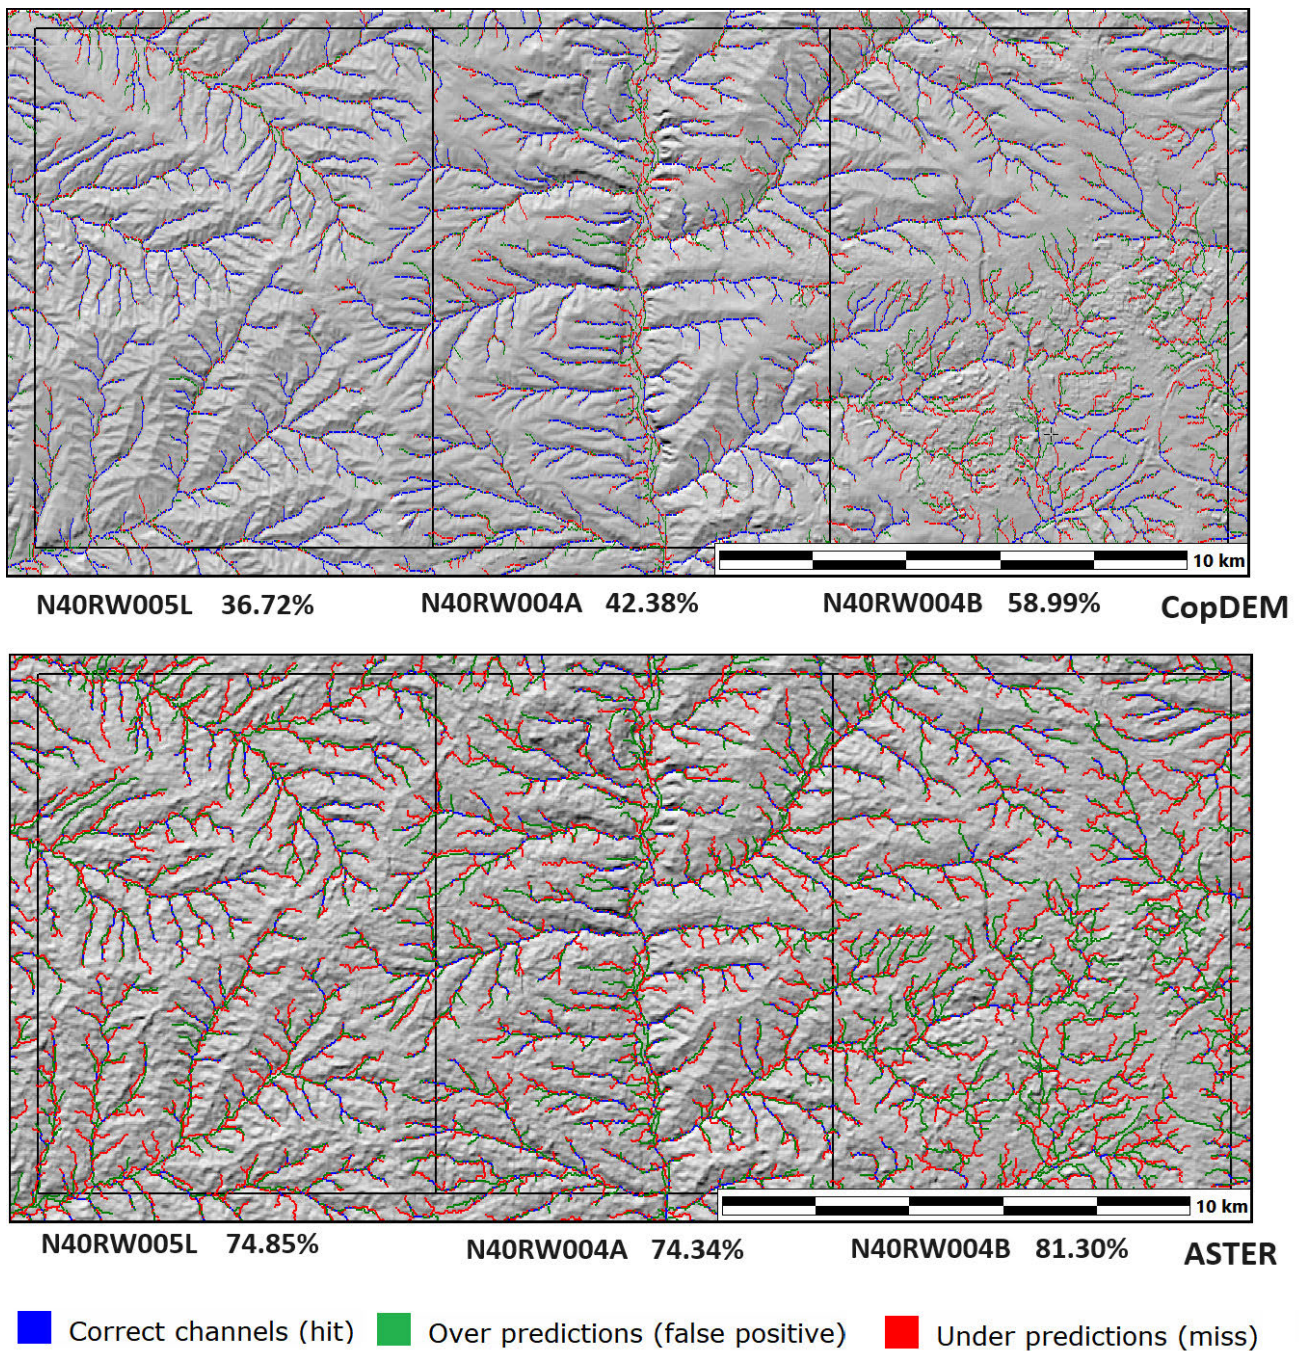 10 km
N40RW005L 36.72% N40RW004A 42.38% N40RW004B 58.99% CopDEM
10 km
N40RW005L 74.85% N40RW004A 74.34% N40RW004B 81.30% ASTER
Correct channels (hit) Over predictions (false positive) Under predictions (miss)